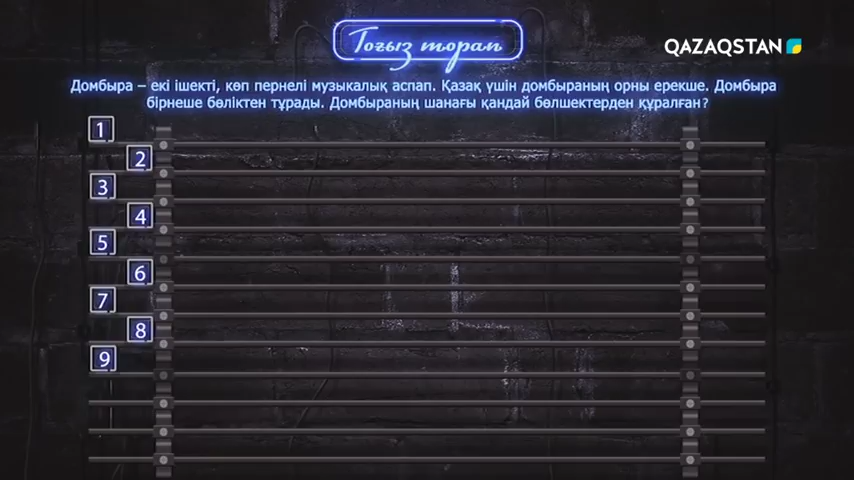 Тоғыз торап
QAZAQSTAN
Домбыра – екі ішекті, көп пернелі музыкалық аспап. Қазақ үшін домбыраның орны ерекше. Домбыра
бірнеше бөліктен тұрады. Домбыраның шанағы қандай бөлшектерден құралған?
1
2
3
4
5
6
7
8
9